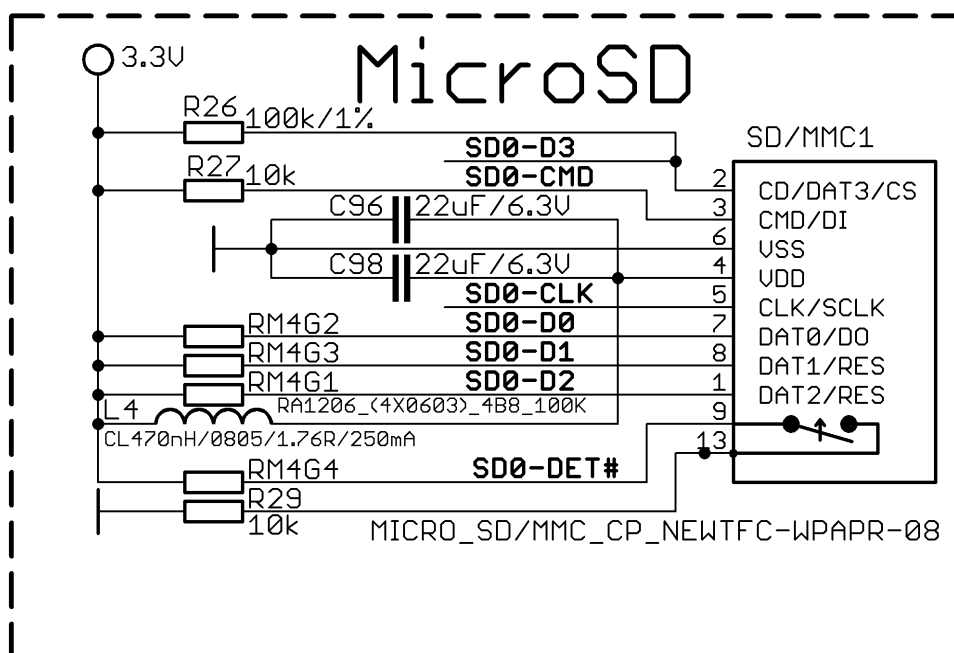 MicroSD
3.3V
R26 100k/1%
SD0-D3
SD/MMC1
R27 10k
SD0-CMD
2 CD/DAT3/CS
C96 22uF/6.3V
3 CMD/DI
6 VSS
C98 22uF/6.3V
4 VDD
SD0-CLK
5 CLK/SCLK
RM4G2
SD0-D0
7 DAT0/DO
RM4G3
SD0-D1
8 DAT1/RES
RM4G1
SD0-D2
1 DAT2/RES
RA1206_(4X0603)_4B8_100K
L4
9
CL470nH/0805/1.76R/250mA
13
RM4G4
SD0-DET#
R29
10k
MICRO_SD/MMC_CP_NEWTFC-WPAPR-08